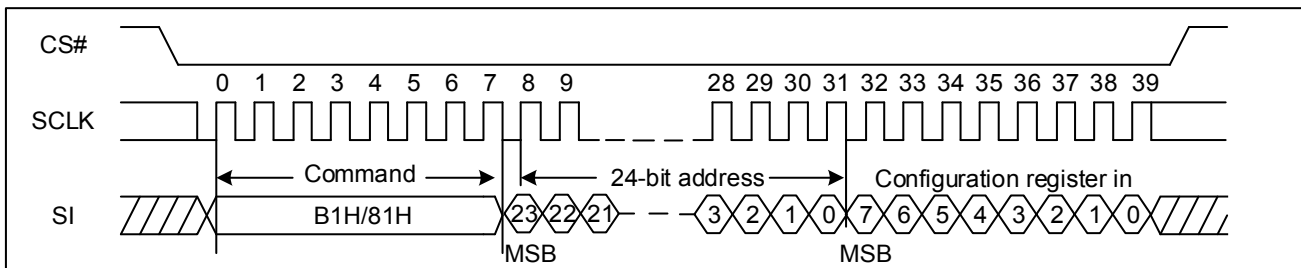 CS#
0 1 2 3 4 5 6 7 8 9 28 29 30 31 32 33 34 35 36 37 38 39
SCLK
Command 24-bit address Configuration register in
SI B1H/81H 23 22 21 3 2 1 0 7 6 5 4 3 2 1 0
MSB MSB